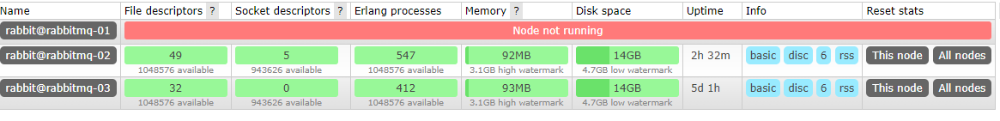 Name File descriptors ? Socket descriptors ? Erlang processes Memory ? Disk space Uptime Info Reset stats
rabbit@rabbitmq-01 Node not running
rabbit@rabbitmq-02 49 5 547 92MB 14GB 2h 32m basic disc 6 rss This node All nodes
1048576 available 943626 available 1048576 available 3.1GB high watermark 4.7GB low watermark
rabbit@rabbitmq-03 32 0 412 93MB 14GB 5d 1h basic disc 6 rss This node All nodes
1048576 available 943626 available 1048576 available 3.1GB high watermark 4.7GB low watermark